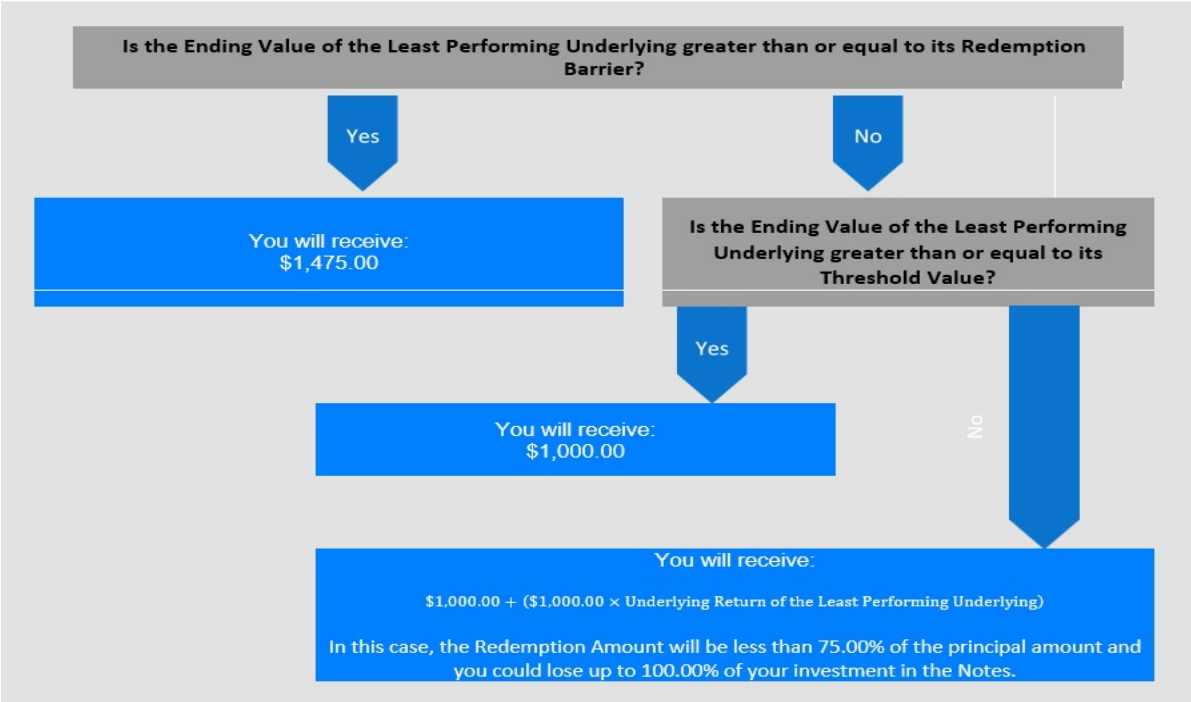 Is the Ending Value of the Least Performing Underlying greater than or equal to its Redemption
Barrier?
Yes
No
You will receive:
$1,475.00
Is the Ending Value of the Least Performing
Underlying greater than or equal to its
Threshold Value?
Yes
No
You will receive:
$1,000.00
You will receive:
$1,000.00 + ($1,000.00 × Underlying Return of the Least Performing Underlying)
In this case, the Redemption Amount will be less than 75.00% of the principal amount and
you could lose up to 100.00% of your investment in the Notes.